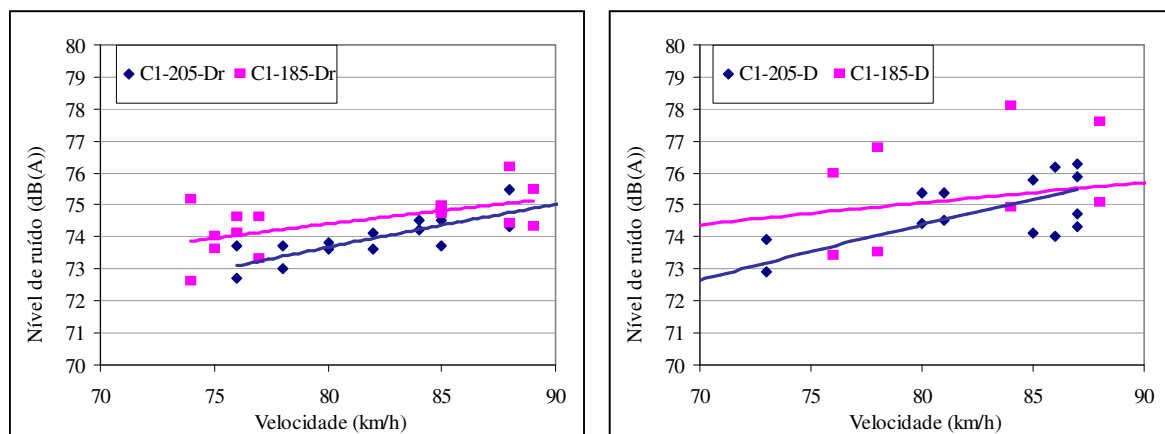 80
79
78
77
76
75
74
73
72
71
70
C1-205-Dr C1-185-Dr
Nível de ruído (dB(A))
70 75 80 85 90
Velocidade (km/h)
80
79
78
77
76
75
74
73
72
71
70
C1-205-D C1-185-D
Nível de ruído (dB(A))
70 75 80 85 90
Velocidade (km/h)